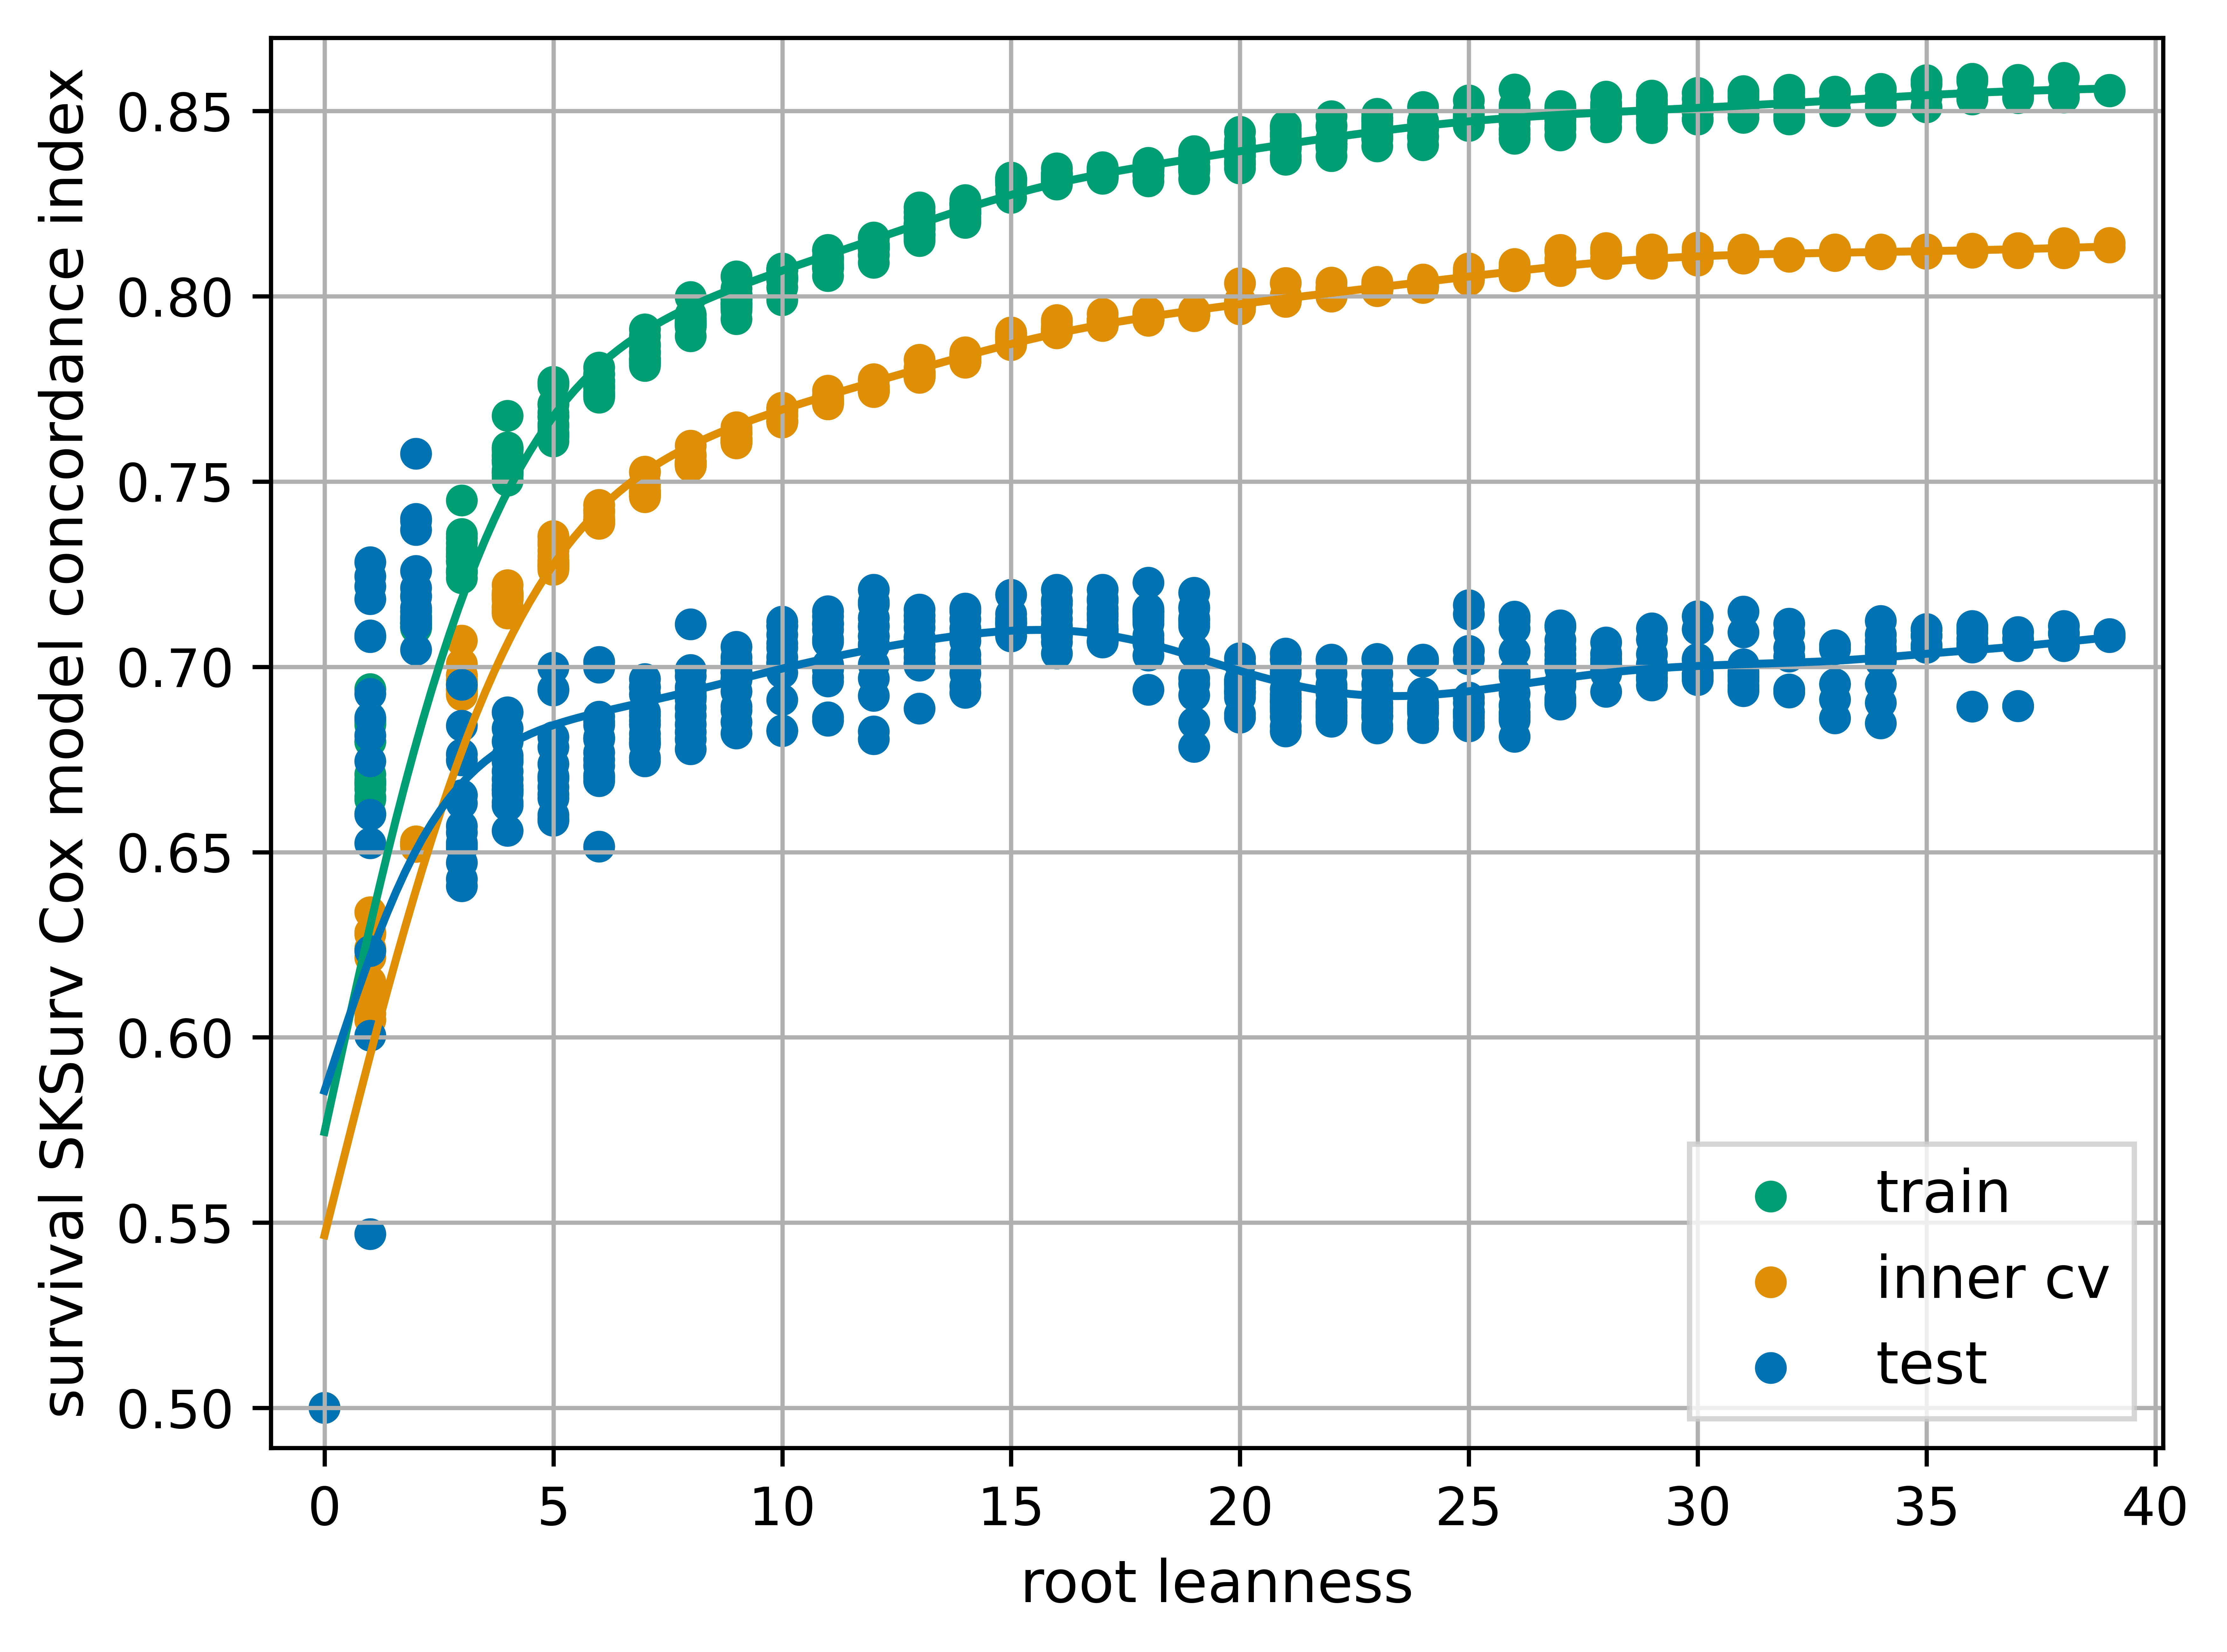 survival SKSurv Cox model concordance index
0.85
0.80
0.75
0.70
0.65
0.60
0.55
0.50
train
inner cv
test
0 5 10 15 20 25 30 35 40
root leanness